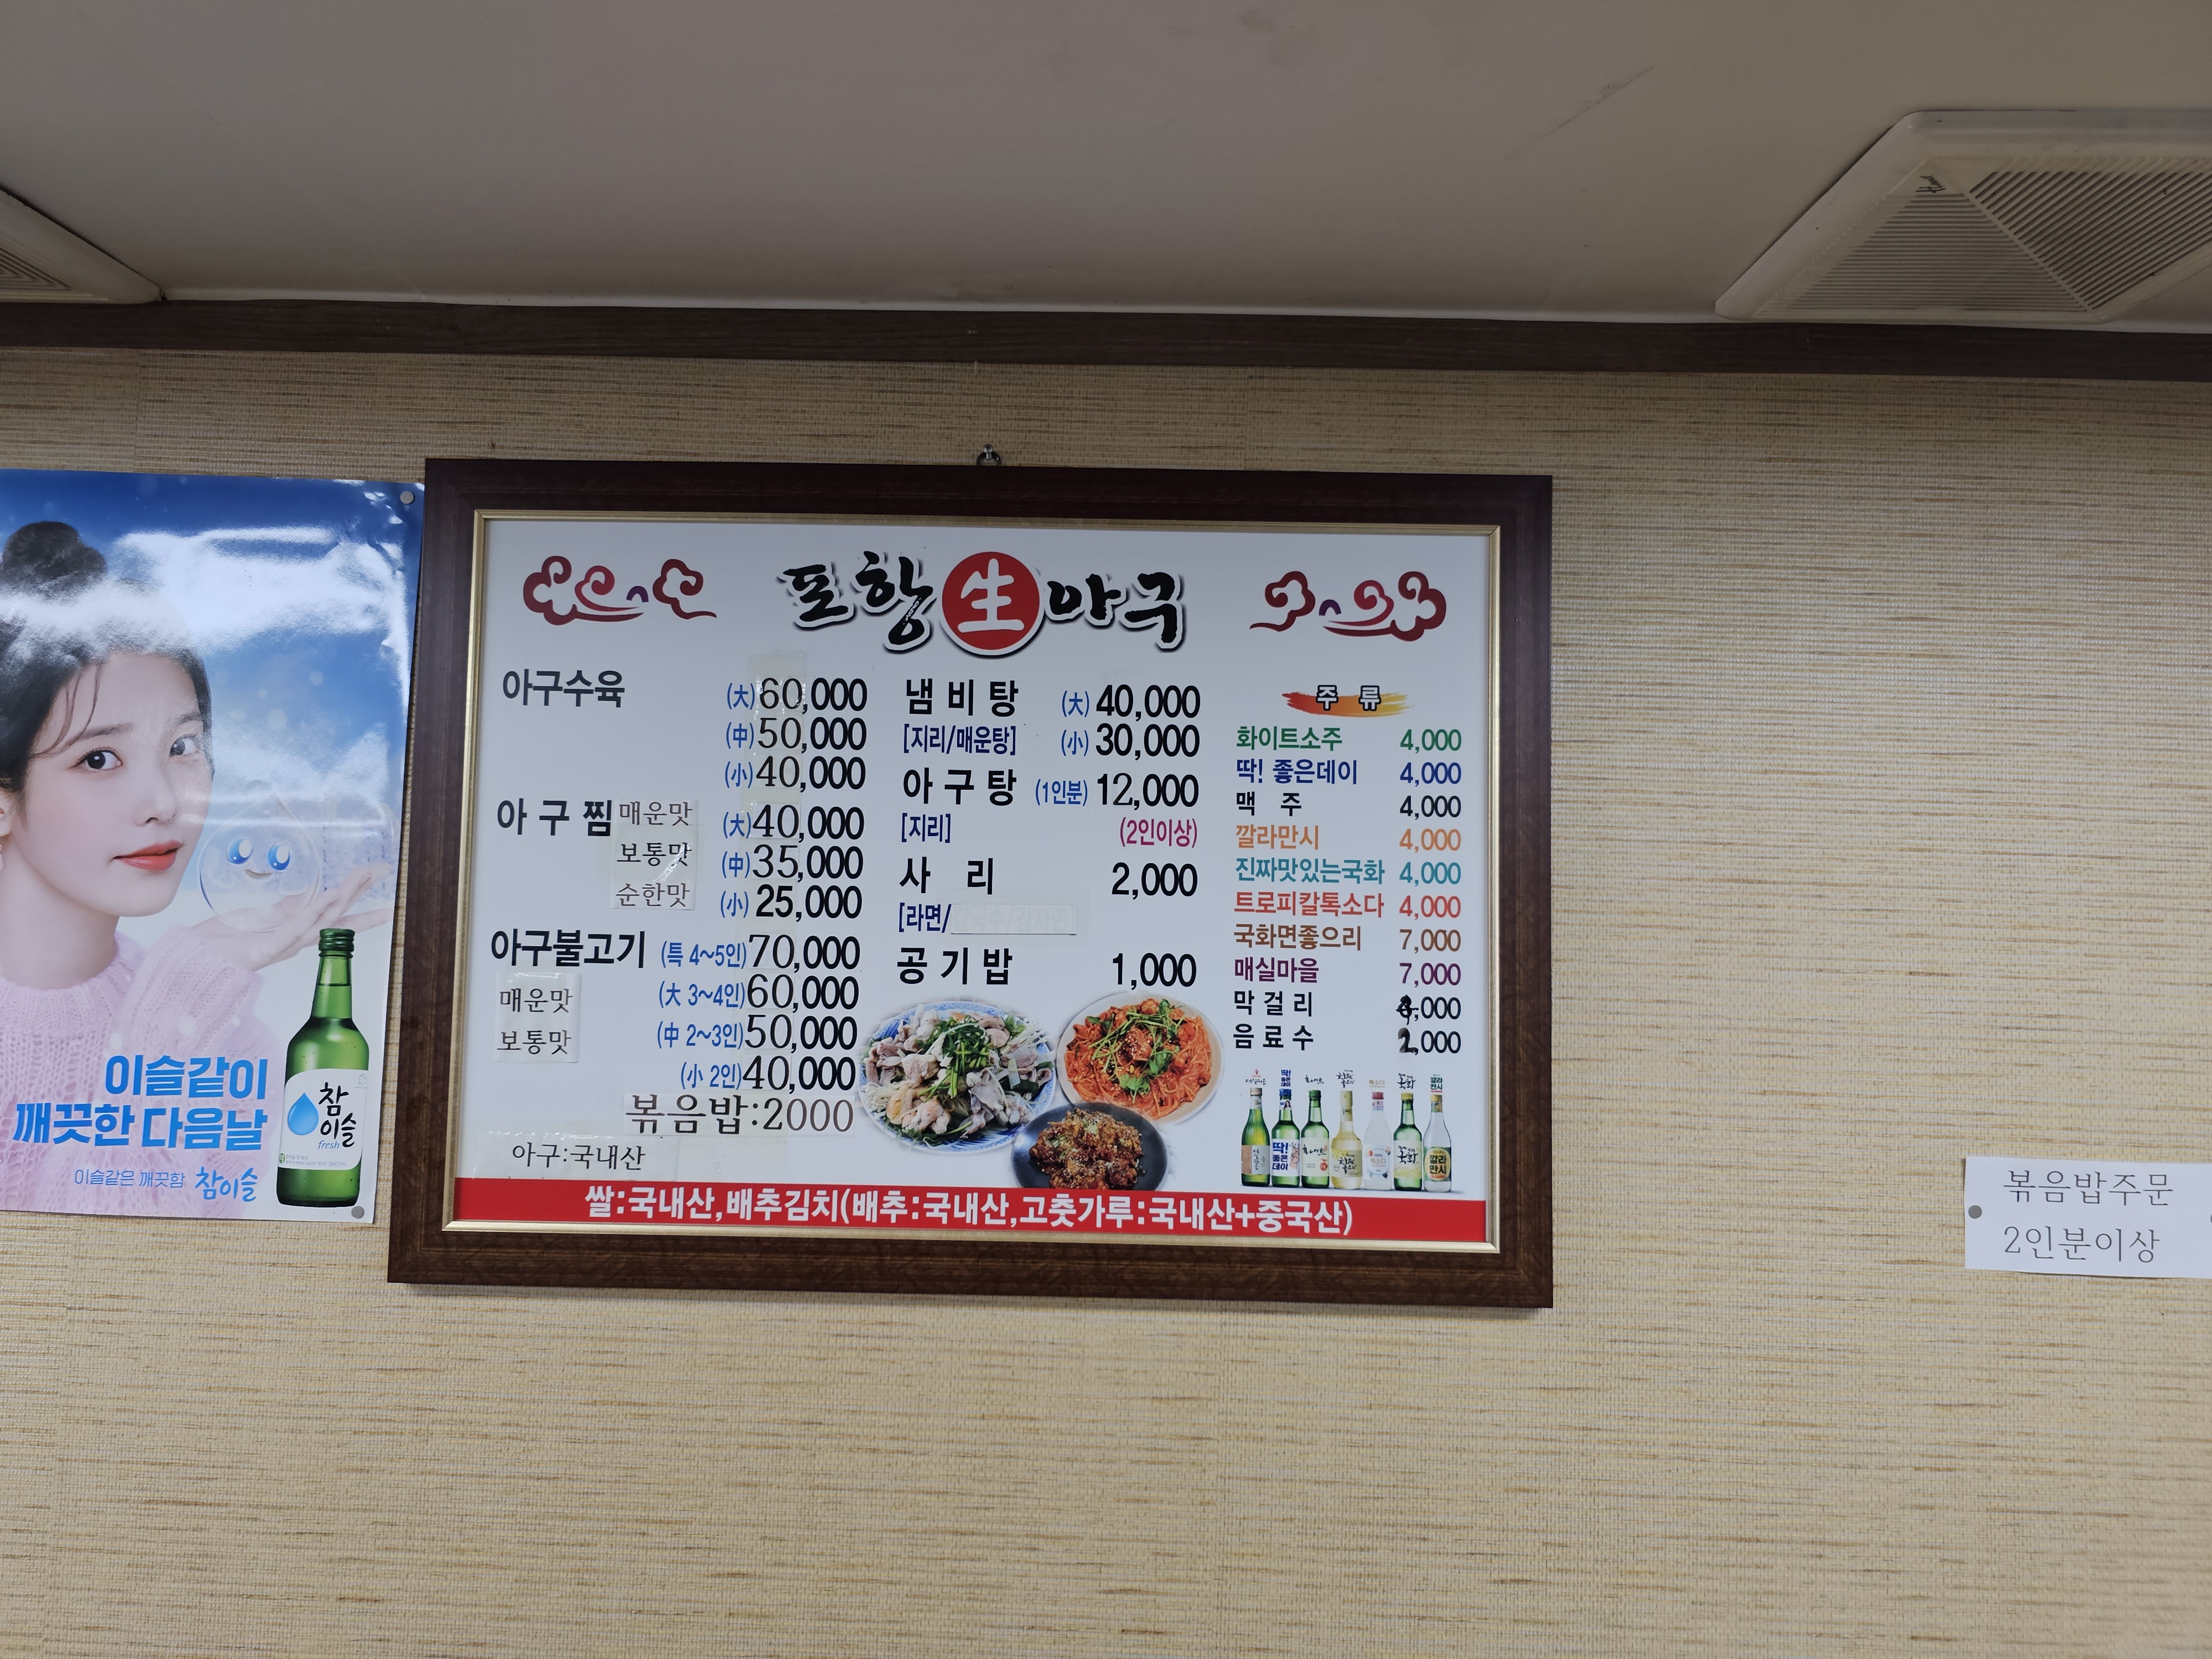 이슬같이
깨끗한 다음날
이슬같은 깨끗함 참이슬
참이슬
fresh
포항生아구
아구수육 (大)60,000
(中)50,000
(小)40,000
아구찜 매운맛 (大)40,000
보통맛 (中)35,000
순한맛 (小)25,000
아구불고기 (특 4~5인)70,000
매운맛 (大 3~4인)60,000
보통맛 (中 2~3인)50,000
(小 2인)40,000
볶음밥:2000
아구:국내산
냄비탕 (大)40,000
[지리/매운탕] (小)30,000
아구탕 (1인분)12,000
[지리] (2인이상)
사 리 2,000
[라면/
공기밥 1,000
주 류
화이트소주 4,000
딱! 좋은데이 4,000
맥 주 4,000
깔라만시 4,000
진짜맛있는국화 4,000
트로피칼톡소다 4,000
국화면좋으리 7,000
매실마을 7,000
막걸리 ,000
음료수 2,000
쌀:국내산,배추김치(배추:국내산,고춧가루:국내산+중국산)
볶음밥주문
2인분이상